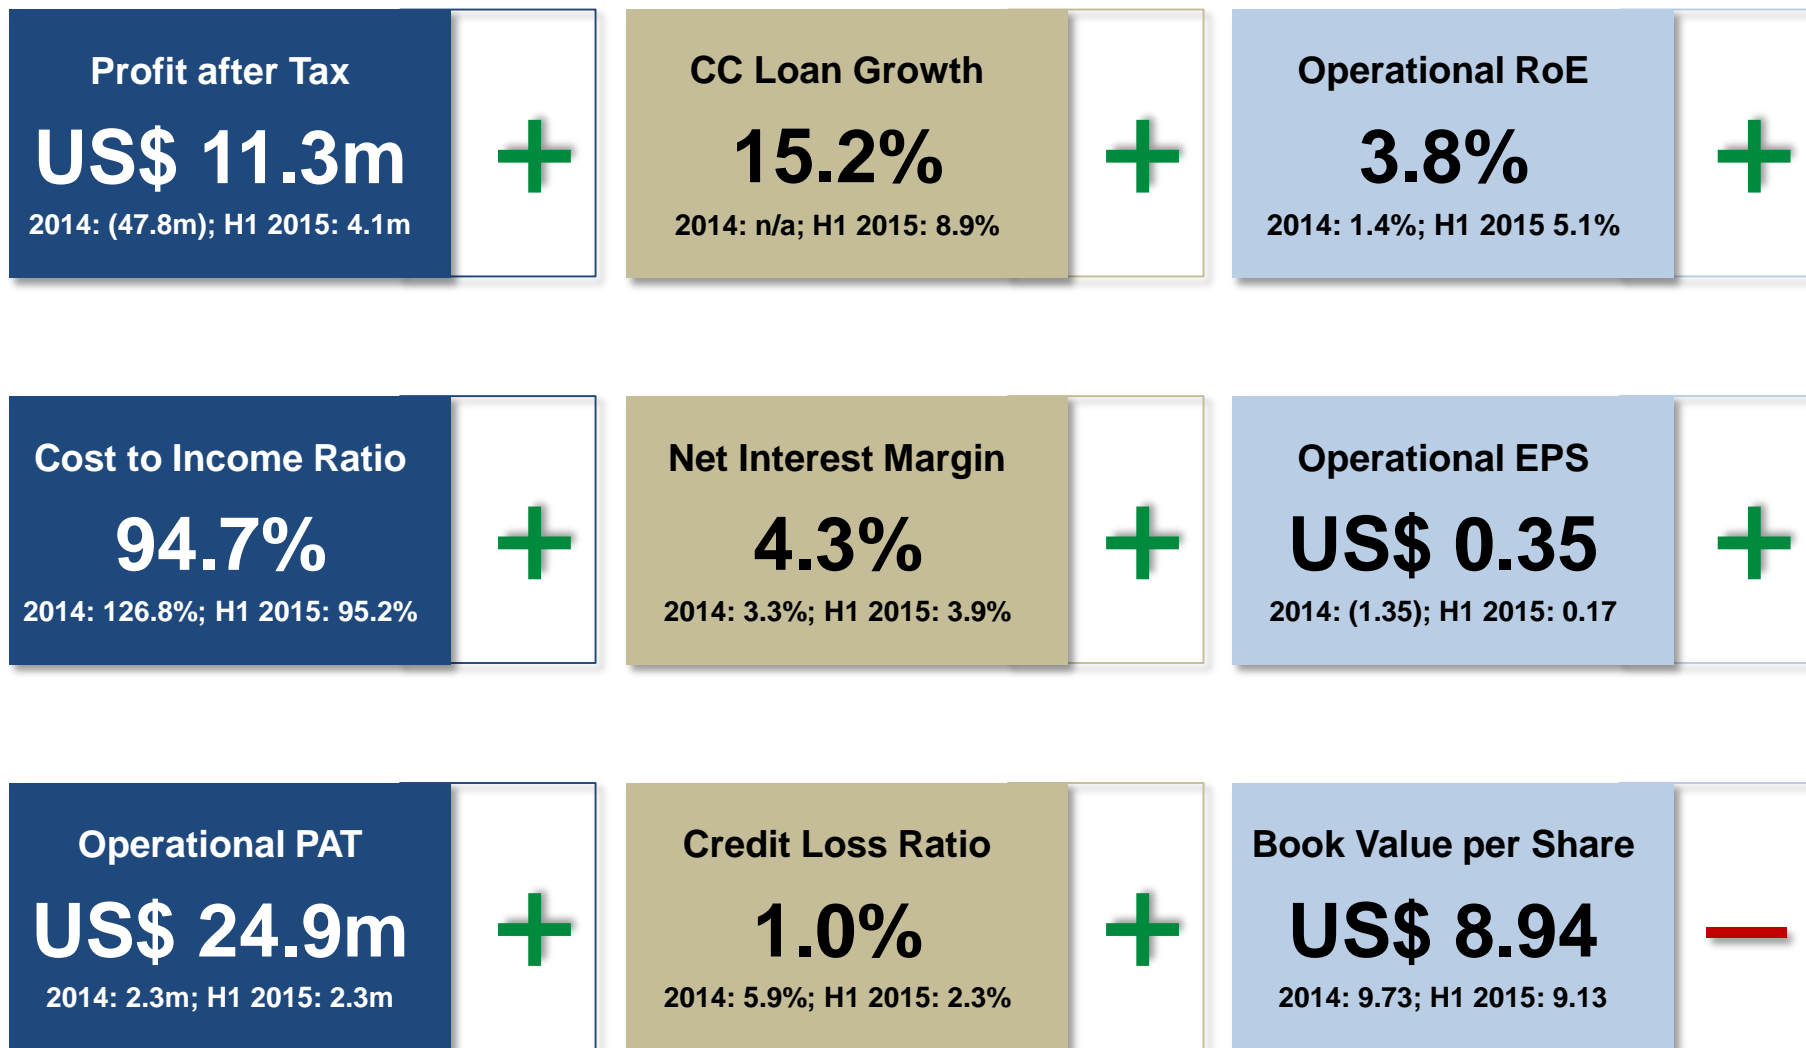 Profit after Tax
US$ 11.3m
2014: (47.8m); H1 2015: 4.1m
CC Loan Growth
15.2%
2014: n/a; H1 2015: 8.9%
Operational RoE
3.8%
2014: 1.4%; H1 2015 5.1%
Cost to Income Ratio
94.7%
2014: 126.8%; H1 2015: 95.2%
Net Interest Margin
4.3%
2014: 3.3%; H1 2015: 3.9%
Operational EPS
US$ 0.35
2014: (1.35); H1 2015: 0.17
Operational PAT
US$ 24.9m
2014: 2.3m; H1 2015: 2.3m
Credit Loss Ratio
1.0%
2014: 5.9%; H1 2015: 2.3%
Book Value per Share
US$ 8.94
2014: 9.73; H1 2015: 9.13